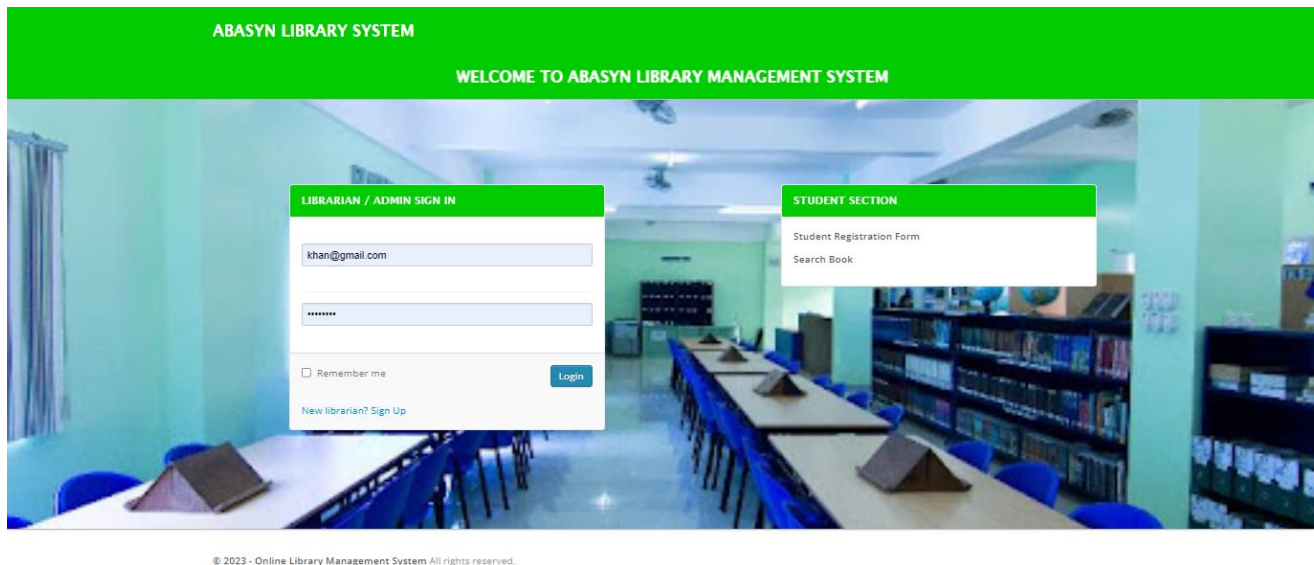 ABASYN LIBRARY SYSTEM
WELCOME TO ABASYN LIBRARY MANAGEMENT SYSTEM
LIBRARIAN / ADMIN SIGN IN
khan@gmail.com
••••••••
Remember me
Login
New librarian? Sign Up
STUDENT SECTION
Student Registration Form
Search Book
© 2023 - Online Library Management System All rights reserved.